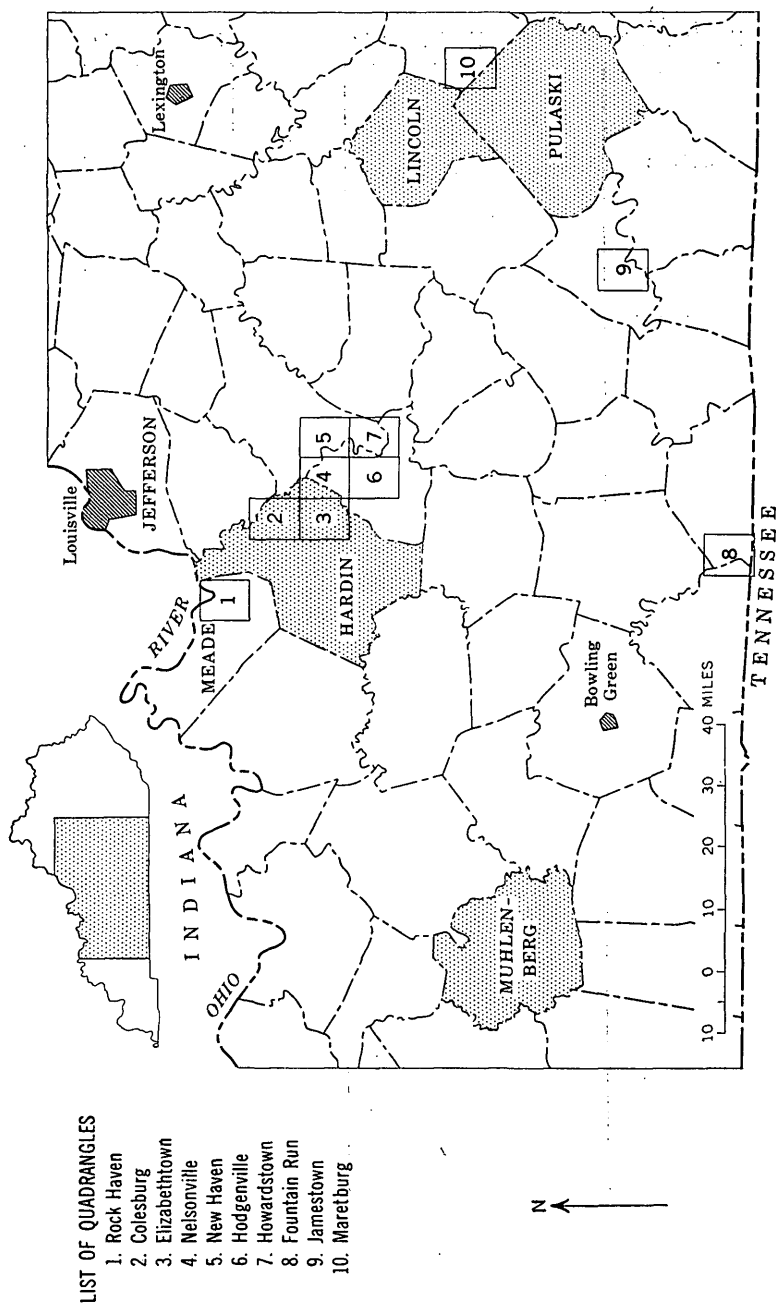 LIST OF QUADRANGLES
1. Rock Haven
2. Colesburg
3. Elizabethtown
4. Nelsonville
5. New Haven
6. Hodgenville
7. Howardstown
8. Fountain Run
9. Jamestown
10. Maretburg
N
INDIANA
OHIO
RIVER
Louisville
JEFFERSON
Lexington
MEADE
1
2
3
4
5
6
7
HARDIN
LINCOLN
10
PULASKI
9
MUHLEN-
BERG
Bowling
Green
8
10 0 10 20 30 40 MILES
TENNESSEE